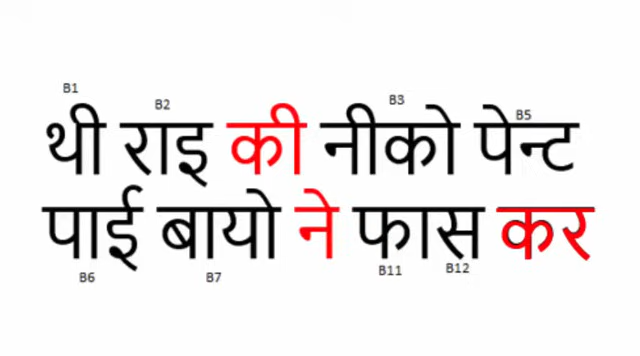 B1 B2 B3 B5
थी राइ की नीको पेन्ट
पाई बायो ने फास कर
B6 B7 B11 B12